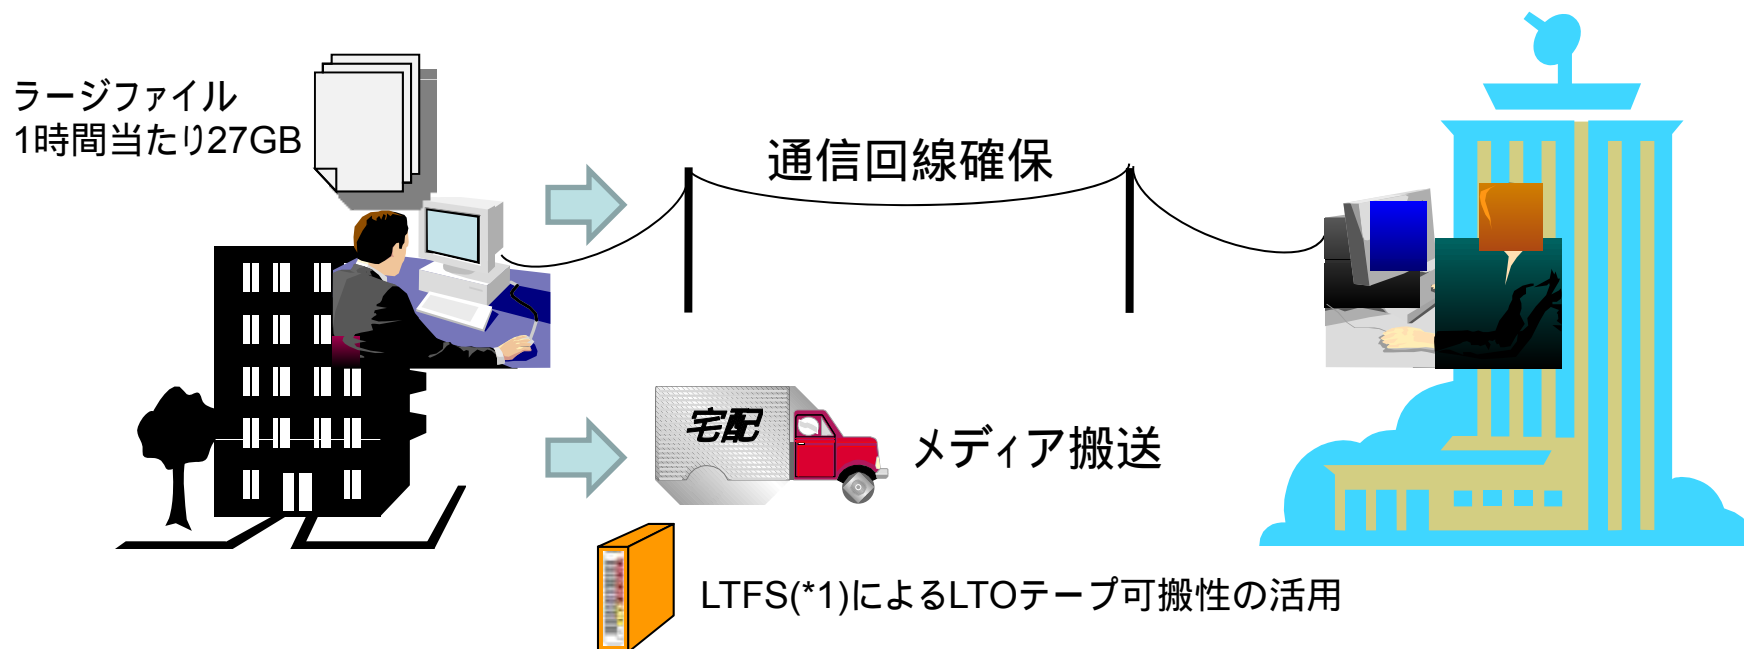 ラージファイル
1時間当たり27GB
通信回線確保
宅配
メディア搬送
LTFS(*1)によるLTOテープ可搬性の活用